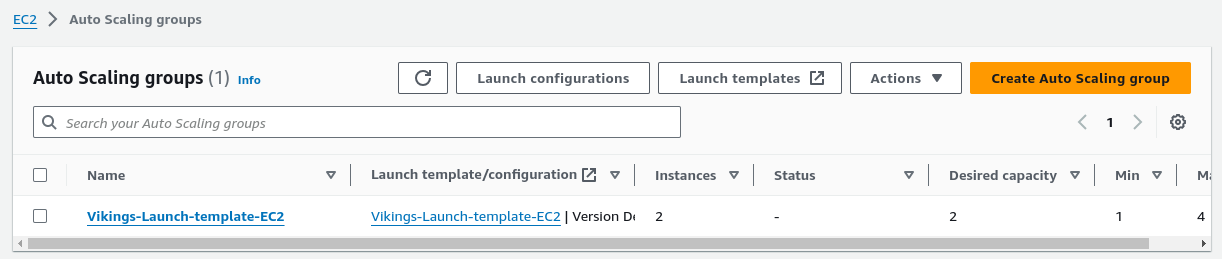 EC2 Auto Scaling groups
Auto Scaling groups (1) Info Launch configurations Launch templates Actions Create Auto Scaling group
Search your Auto Scaling groups 1
Name Launch template/configuration Instances Status Desired capacity Min
Vikings-Launch-template-EC2 Vikings-Launch-template-EC2 | Version 2 - 2 1 4